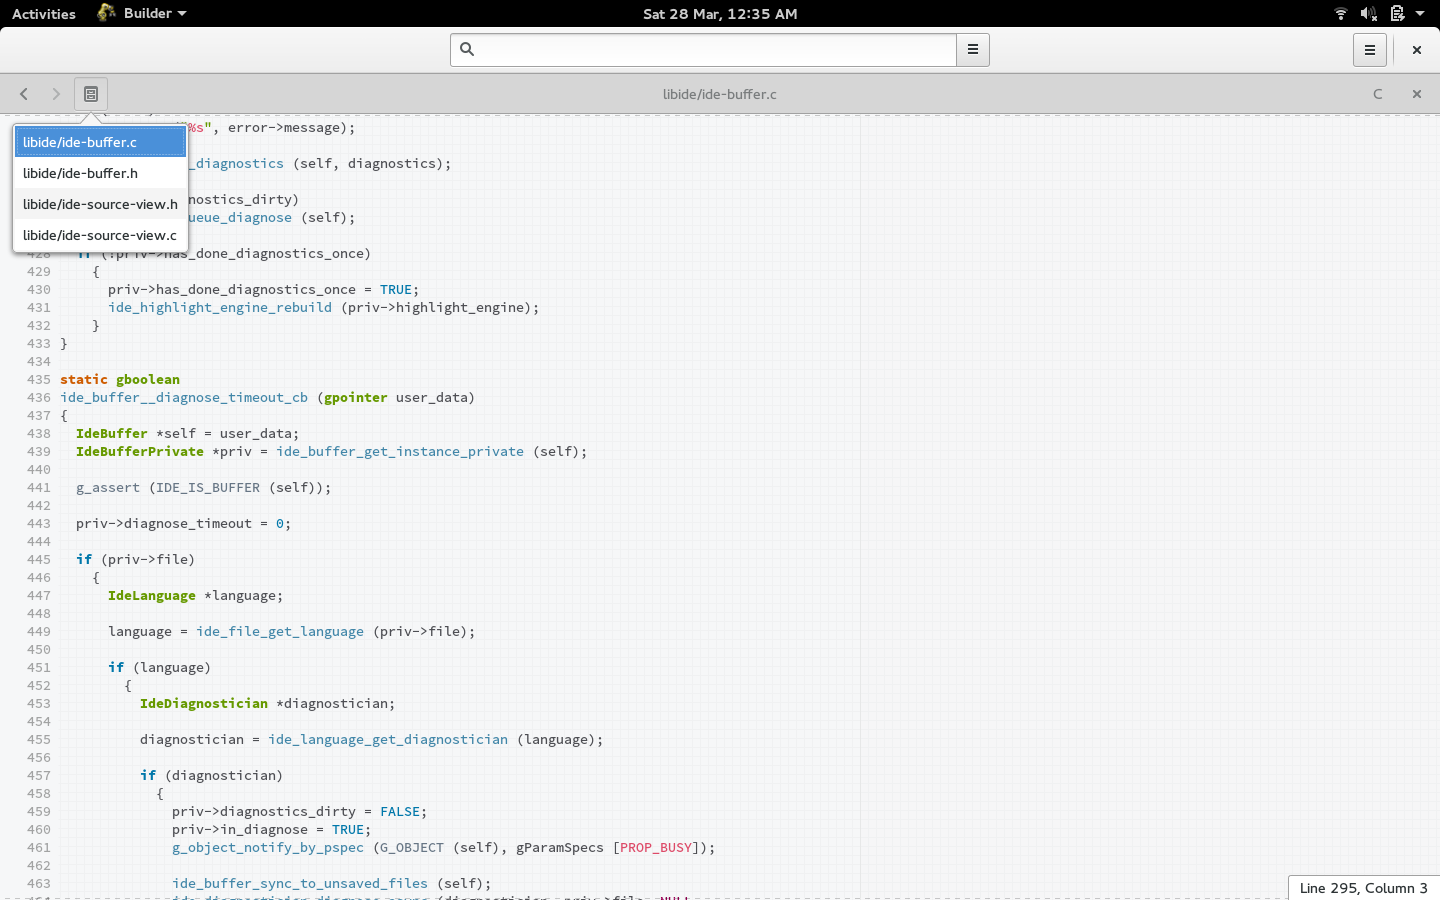 Activities Builder Sat 28 Mar, 12:35 AM
libide/ide-buffer.c C
"%s", error->message);
libide/ide-buffer.c
_diagnostics (self, diagnostics);
libide/ide-buffer.h
nostics_dirty)
libide/ide-source-view.h
ueue_diagnose (self);
libide/ide-source-view.c
428 if (!priv->has_done_diagnostics_once)
429 {
430 priv->has_done_diagnostics_once = TRUE;
431 ide_highlight_engine_rebuild (priv->highlight_engine);
432 }
433 }
434
435 static gboolean
436 ide_buffer__diagnose_timeout_cb (gpointer user_data)
437 {
438 IdeBuffer *self = user_data;
439 IdeBufferPrivate *priv = ide_buffer_get_instance_private (self);
440
441 g_assert (IDE_IS_BUFFER (self));
442
443 priv->diagnose_timeout = 0;
444
445 if (priv->file)
446 {
447 IdeLanguage *language;
448
449 language = ide_file_get_language (priv->file);
450
451 if (language)
452 {
453 IdeDiagnostician *diagnostician;
454
455 diagnostician = ide_language_get_diagnostician (language);
456
457 if (diagnostician)
458 {
459 priv->diagnostics_dirty = FALSE;
460 priv->in_diagnose = TRUE;
461 g_object_notify_by_pspec (G_OBJECT (self), gParamSpecs [PROP_BUSY]);
462
463 ide_buffer_sync_to_unsaved_files (self);
Line 295, Column 3